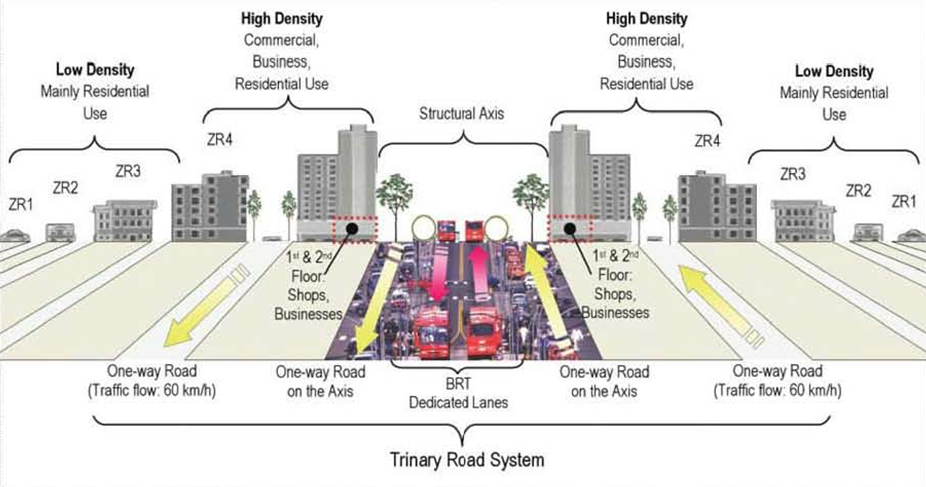 High Density
Commercial,
Business,
Residential Use
High Density
Commercial,
Business,
Residential Use
Low Density
Mainly Residential
Use
Low Density
Mainly Residential
Use
Structural Axis
ZR4
ZR4
ZR3
ZR2
ZR1
ZR3
ZR2
ZR1
1st & 2nd
Floor:
Shops,
Businesses
1st & 2nd
Floor:
Shops,
Businesses
One-way Road
(Traffic flow: 60 km/h)
One-way Road
on the Axis
BRT
Dedicated Lanes
One-way Road
on the Axis
One-way Road
(Traffic flow: 60 km/h)
Trinary Road System